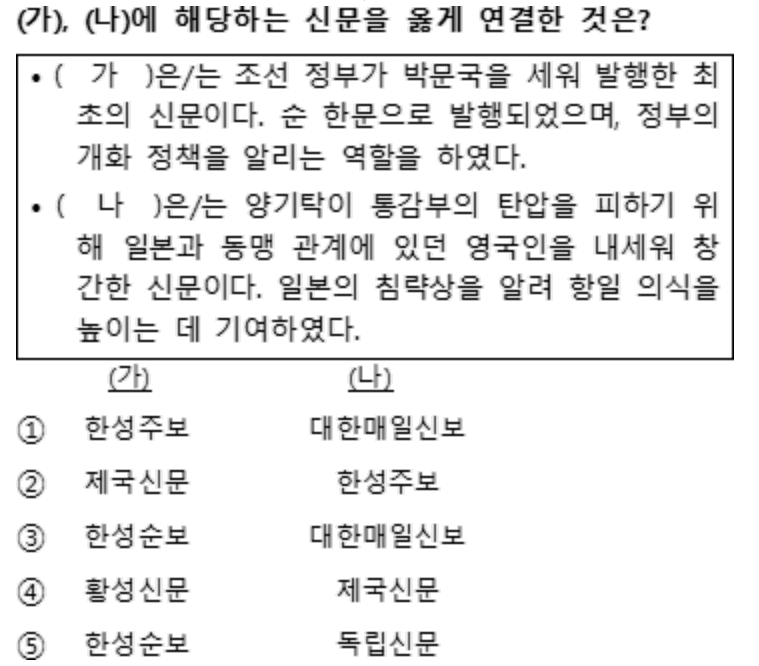 (가), (나)에 해당하는 신문을 옳게 연결한 것은?
• ( 가 )은/는 조선 정부가 박문국을 세워 발행한 최
초의 신문이다. 순 한문으로 발행되었으며, 정부의
개화 정책을 알리는 역할을 하였다.
• ( 나 )은/는 양기탁이 통감부의 탄압을 피하기 위
해 일본과 동맹 관계에 있던 영국인을 내세워 창
간한 신문이다. 일본의 침략상을 알려 항일 의식을
높이는 데 기여하였다.
(가) (나)
① 한성주보 대한매일신보
② 제국신문 한성주보
③ 한성순보 대한매일신보
④ 황성신문 제국신문
⑤ 한성순보 독립신문